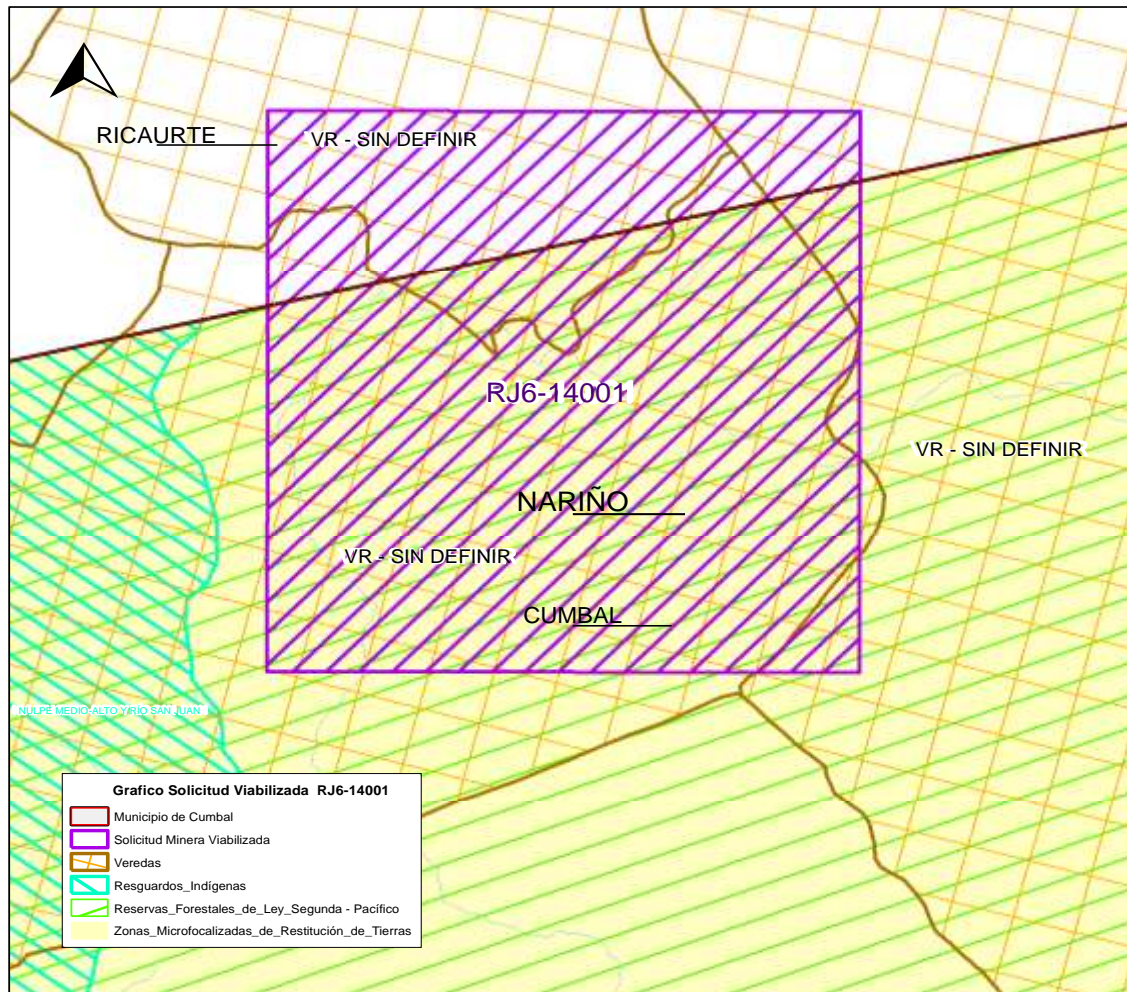 RICAURTE
VR - SIN DEFINIR
RJ6-14001
VR - SIN DEFINIR
NARIÑO
VR - SIN DEFINIR
CUMBAL
NULPE MEDIO-ALTO Y RÍO SAN JUAN
Grafico Solicitud Viabilizada RJ6-14001
Municipio de Cumbal
Solicitud Minera Viabilizada
Veredas
Resguardos_Indígenas
Reservas_Forestales_de_Ley_Segunda - Pacífico
Zonas_Microfocalizadas_de_Restitución_de_Tierras